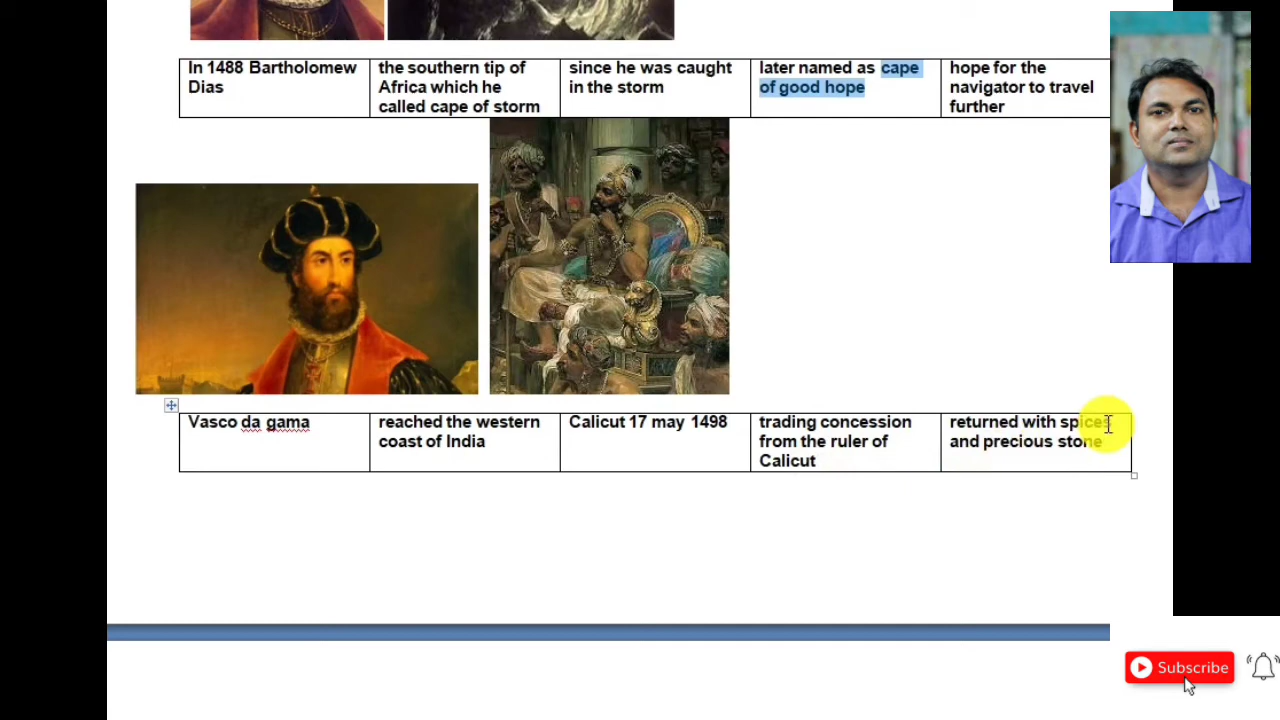 In 1488 Bartholomew
Dias
the southern tip of
Africa which he
called cape of storm
since he was caught
in the storm
later named as cape
of good hope
hope for the
navigator to travel
further
Vasco da gama
reached the western
coast of India
Calicut 17 may 1498
trading concession
from the ruler of
Calicut
returned with spices
and precious stone
Subscribe